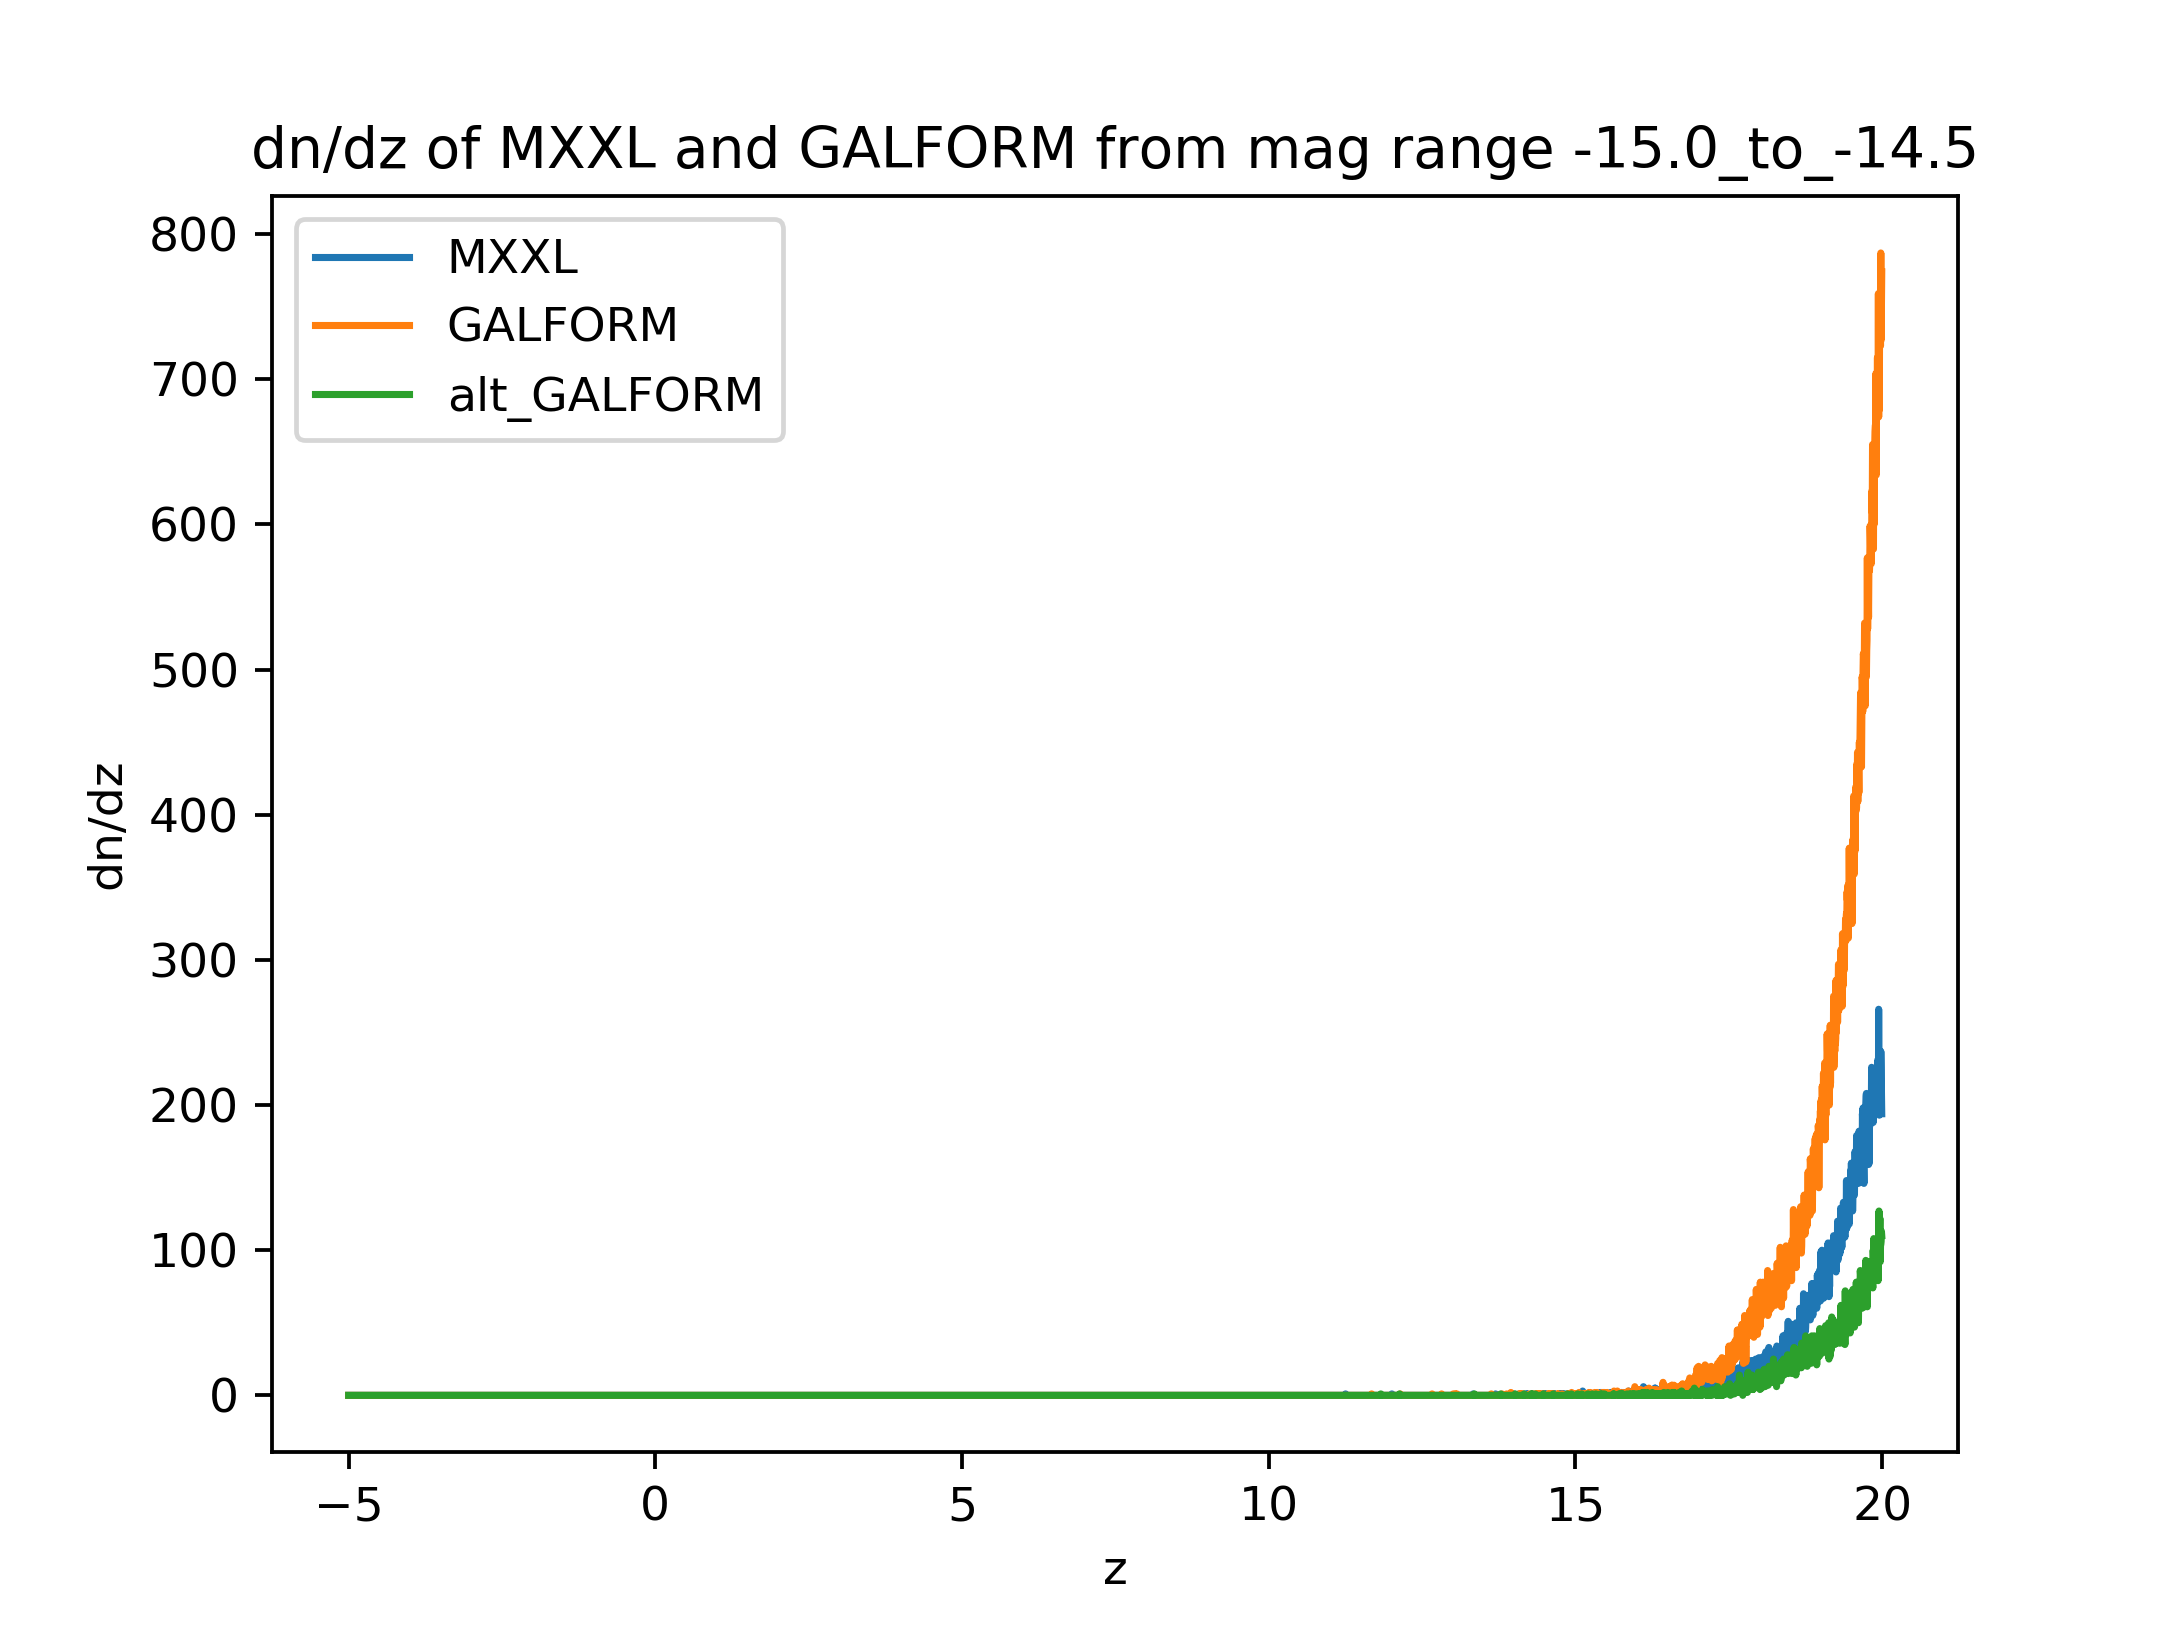 dn/dz of MXXL and GALFORM from mag range -15.0_to_-14.5
MXXL
GALFORM
alt_GALFORM
800
700
600
500
400
300
200
100
0
dn/dz
−5 0 5 10 15 20
z